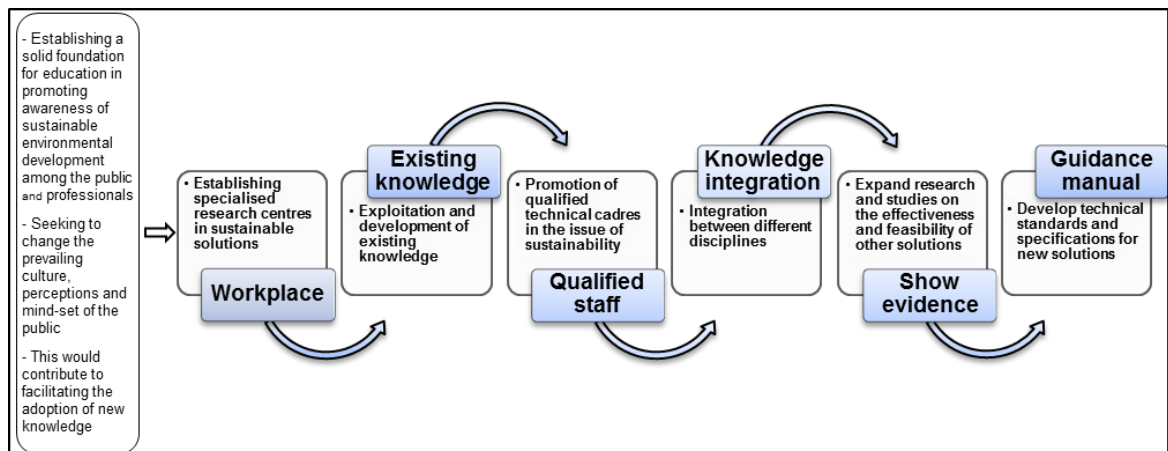 - Establishing a
solid foundation
for education in
promoting
awareness of
sustainable
environmental
development
among the public
and professionals
- Seeking to
change the
prevailing
culture,
perceptions and
mind-set of the
public
- This would
contribute to
facilitating the
adoption of new
knowledge
• Establishing
specialised
research centres
in sustainable
solutions
Workplace
Existing
knowledge
• Exploitation and
development of
existing
knowledge
• Promotion of
qualified
technical cadres
in the issue of
sustainability
Qualified
staff
Knowledge
integration
• Integration
between different
disciplines
• Expand research
and studies on
the effectiveness
and feasibility of
other solutions
Show
evidence
Guidance
manual
• Develop technical
standards and
specifications for
new solutions